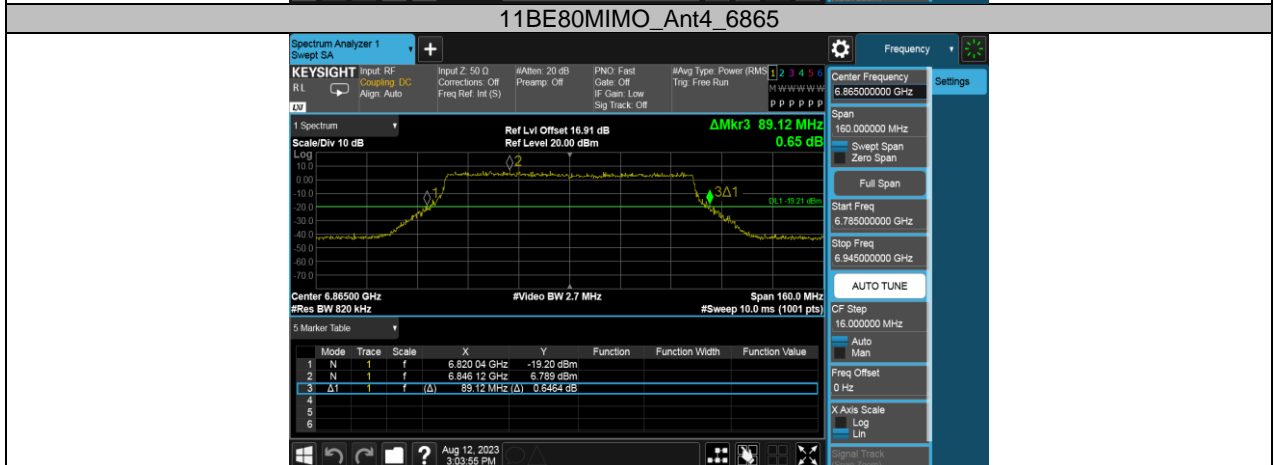 11BE80MIMO_Ant4_6865
Spectrum Analyzer 1
Swept SA
Frequency
KEYSIGHT Input: RF Input Z: 50 Ω #Atten: 20 dB PNO: Fast #Avg Type: Power (RMS 1 2 3 4 5 6
R L Coupling: DC Corrections: Off Preamp: Off Gate: Off Trig: Free Run M W W W W W
Align: Auto Freq Ref: Int (S) IF Gain: Low
LXI Sig Track: Off P P P P P P
Center Frequency
6.865000000 GHz
Settings
Span
160.000000 MHz
Swept Span
Zero Span
Full Span
Start Freq
6.785000000 GHz
Stop Freq
6.945000000 GHz
AUTO TUNE
CF Step
16.000000 MHz
Auto
Man
Freq Offset
0 Hz
X Axis Scale
Log
Lin
Signal Track
1 Spectrum
Ref Lvl Offset 16.91 dB
ΔMkr3 89.12 MHz
Scale/Div 10 dB Ref Level 20.00 dBm 0.65 dB
Log
10.0
0.00
-10.0
-20.0
-30.0
-40.0
-50.0
-60.0
-70.0
2
1
3Δ1
DL1 -19.21 dBm
Center 6.86500 GHz #Video BW 2.7 MHz Span 160.0 MHz
#Res BW 820 kHz #Sweep 10.0 ms (1001 pts)
5 Marker Table
Mode Trace Scale X Y Function Function Width Function Value
1 N 1 f 6.820 04 GHz -19.20 dBm
2 N 1 f 6.846 12 GHz 6.789 dBm
3 Δ1 1 f (Δ) 89.12 MHz (Δ) 0.6464 dB
4
5
6
? Aug 12, 2023
3:03:55 PM